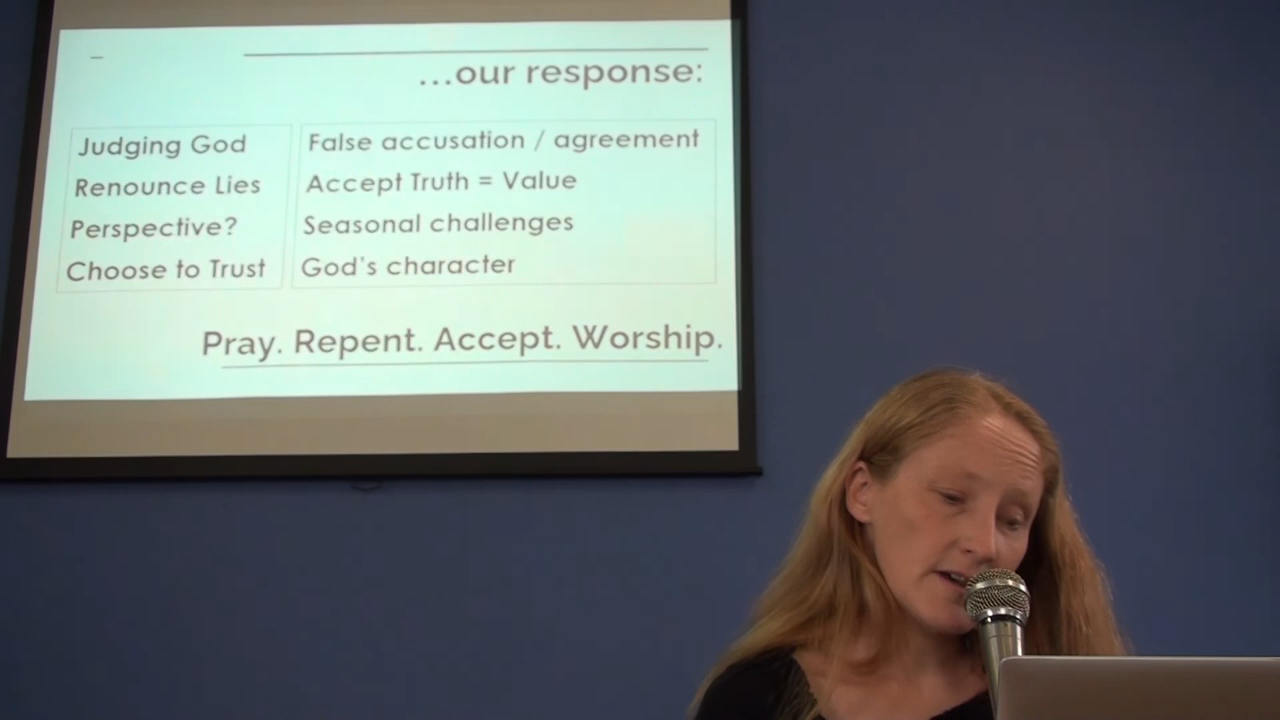 ...our response:
Judging God False accusation / agreement
Renounce Lies Accept Truth = Value
Perspective? Seasonal challenges
Choose to Trust God's character
Pray. Repent. Accept. Worship.